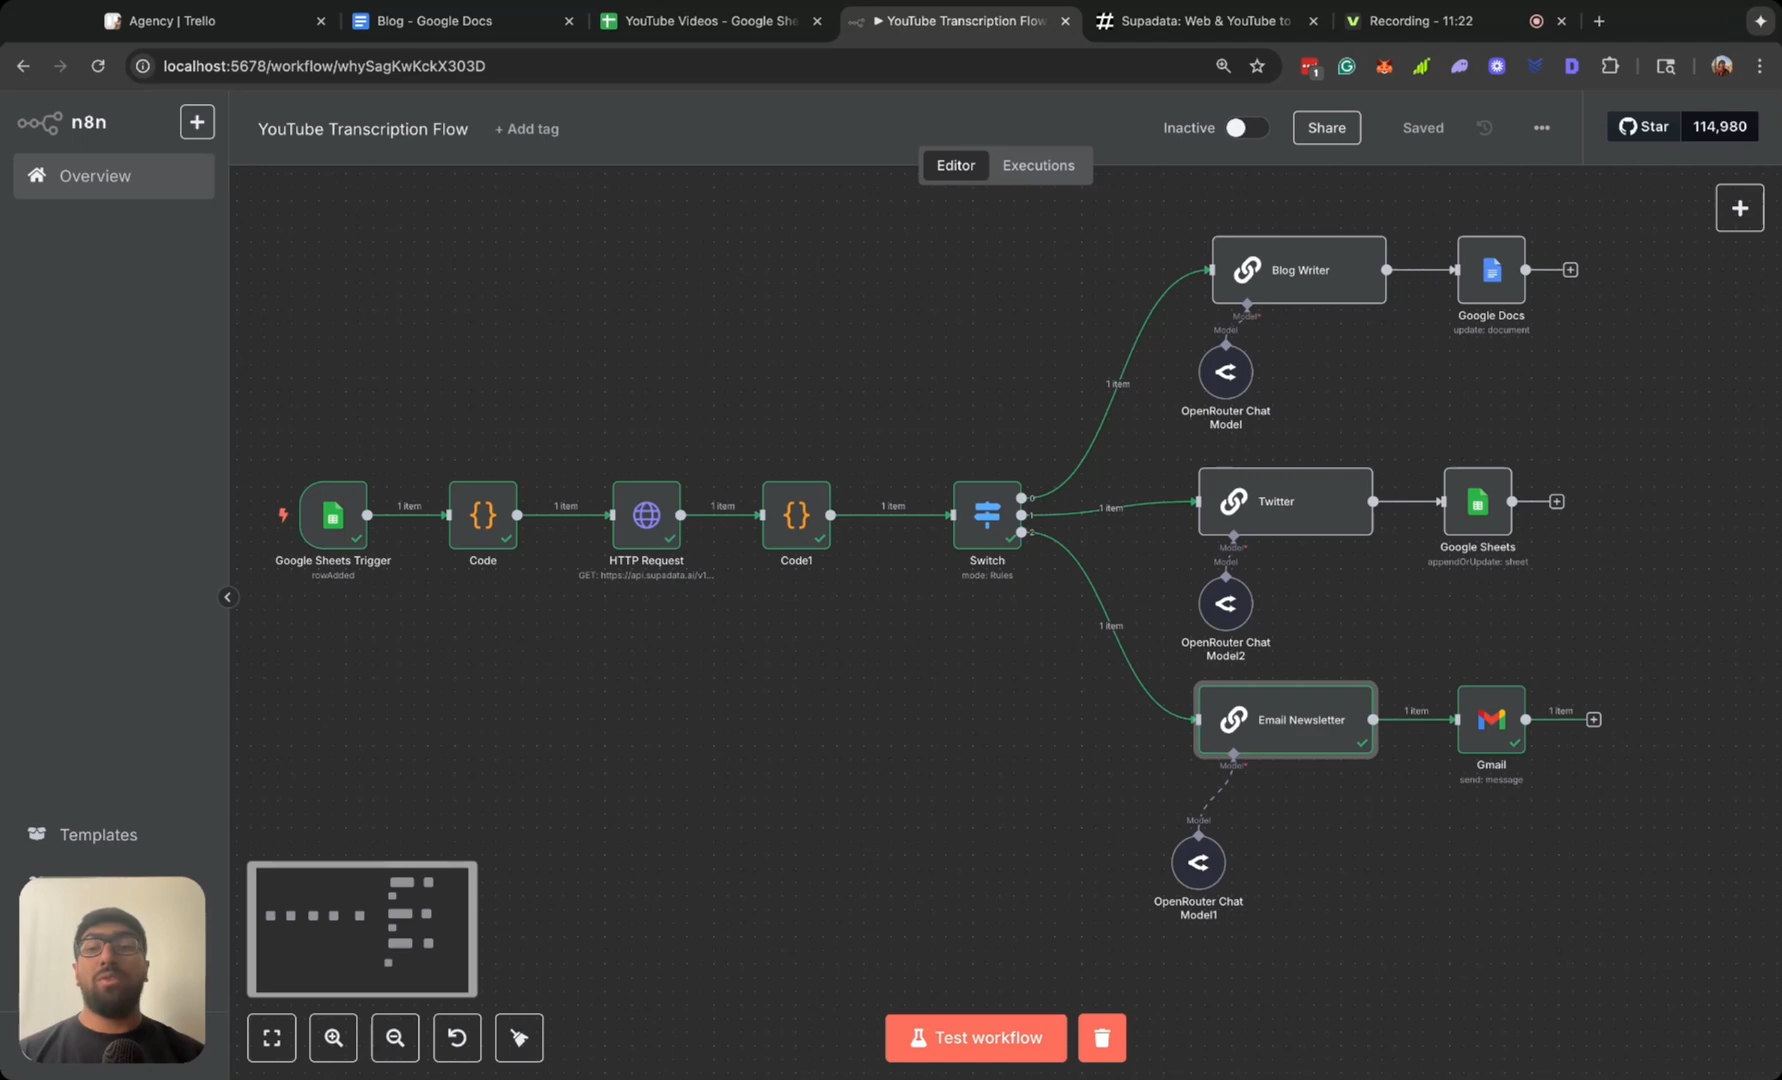 Agency | Trello
Blog - Google Docs
YouTube Videos - Google She
YouTube Transcription Flow
Supadata: Web & YouTube to
Recording - 11:22
localhost:5678/workflow/whySagKwKckX303D
1
n8n
YouTube Transcription Flow
+ Add tag
Inactive
Share
Saved
Star
114,980
Editor
Executions
Overview
Blog Writer
Model*
Model
Google Docs
update: document
1 item
OpenRouter Chat
Model
1 item
1 item
1 item
1 item
0
1
2
1 item
Twitter
Google Sheets Trigger
rowAdded
Code
HTTP Request
GET: https://api.supadata.ai/v1...
Code1
Switch
mode: Rules
Model*
Model
Google Sheets
appendOrUpdate: sheet
1 item
OpenRouter Chat
Model2
Email Newsletter
1 item
1 item
Model*
Gmail
send: message
Model
OpenRouter Chat
Model1
Templates
Test workflow